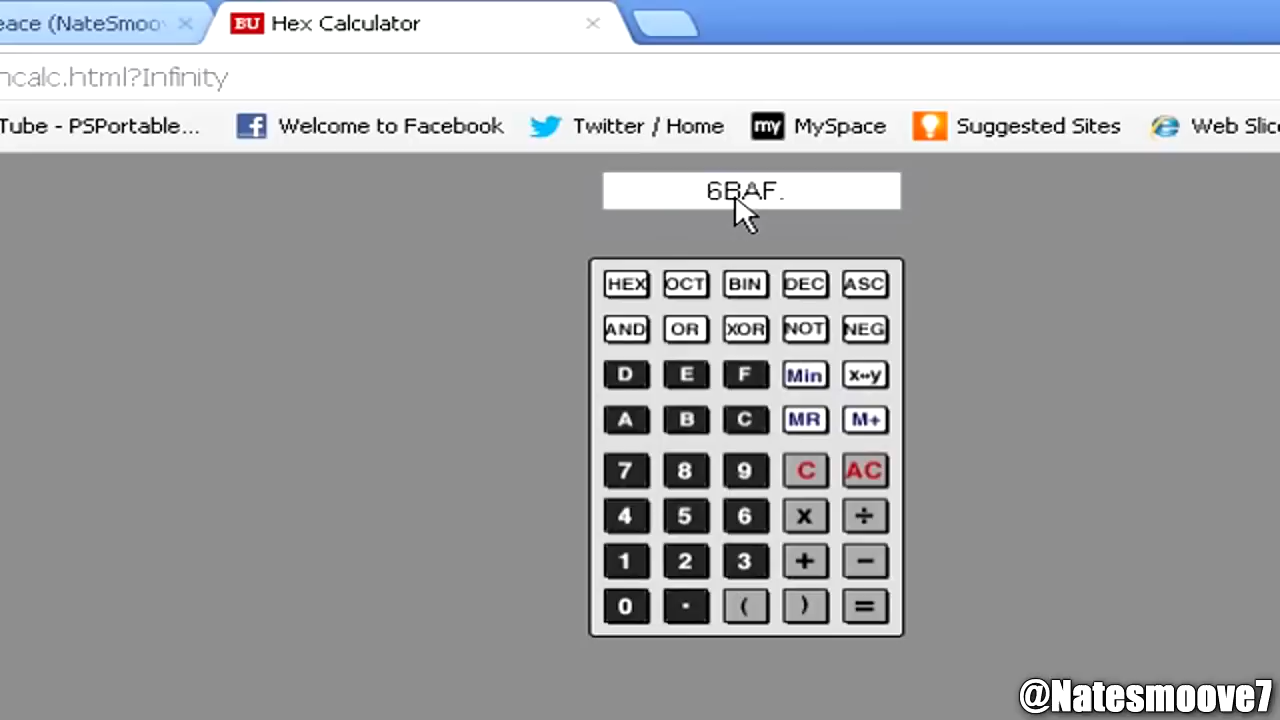 eace (NateSmoo
BU Hex Calculator
ncalc.html?Infinity
Tube - PSPortable... Welcome to Facebook Twitter / Home my MySpace Suggested Sites Web Slic
6BAF.
HEX OCT BIN DEC ASC
AND OR XOR NOT NEG
D E F Min x↔y
A B C MR M+
7 8 9 C AC
4 5 6 x ÷
1 2 3 + −
0 . ( ) =
@Natesmoove7